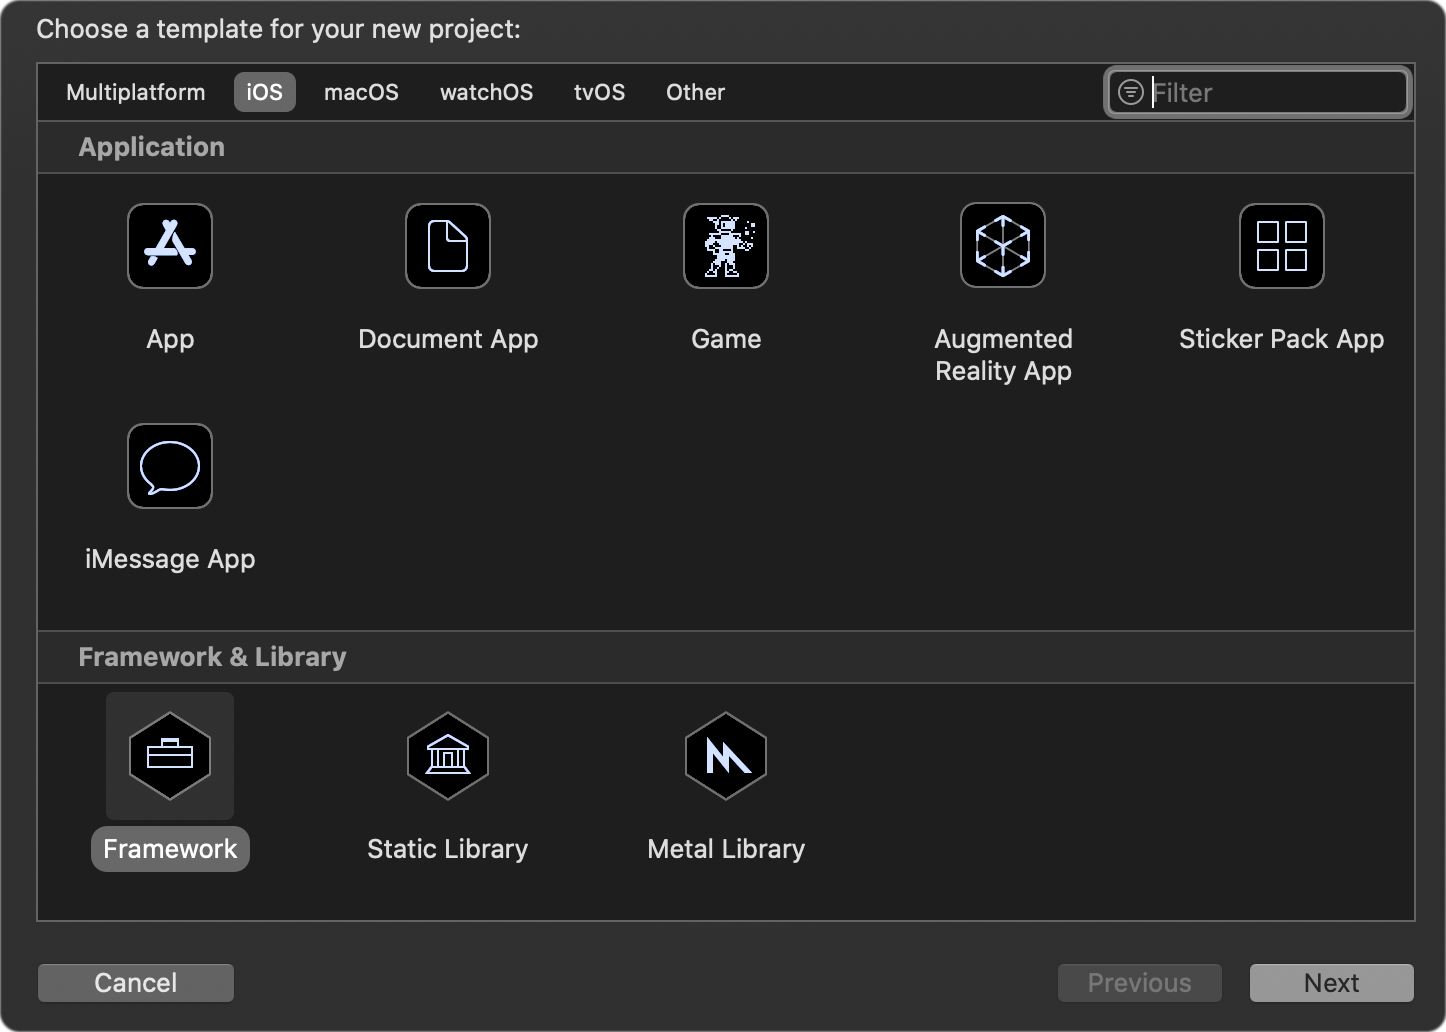 Choose a template for your new project:
Multiplatform iOS macOS watchOS tvOS Other Filter
Application
App Document App Game Augmented Sticker Pack App
Reality App
iMessage App
Framework & Library
Framework Static Library Metal Library
Cancel Previous Next